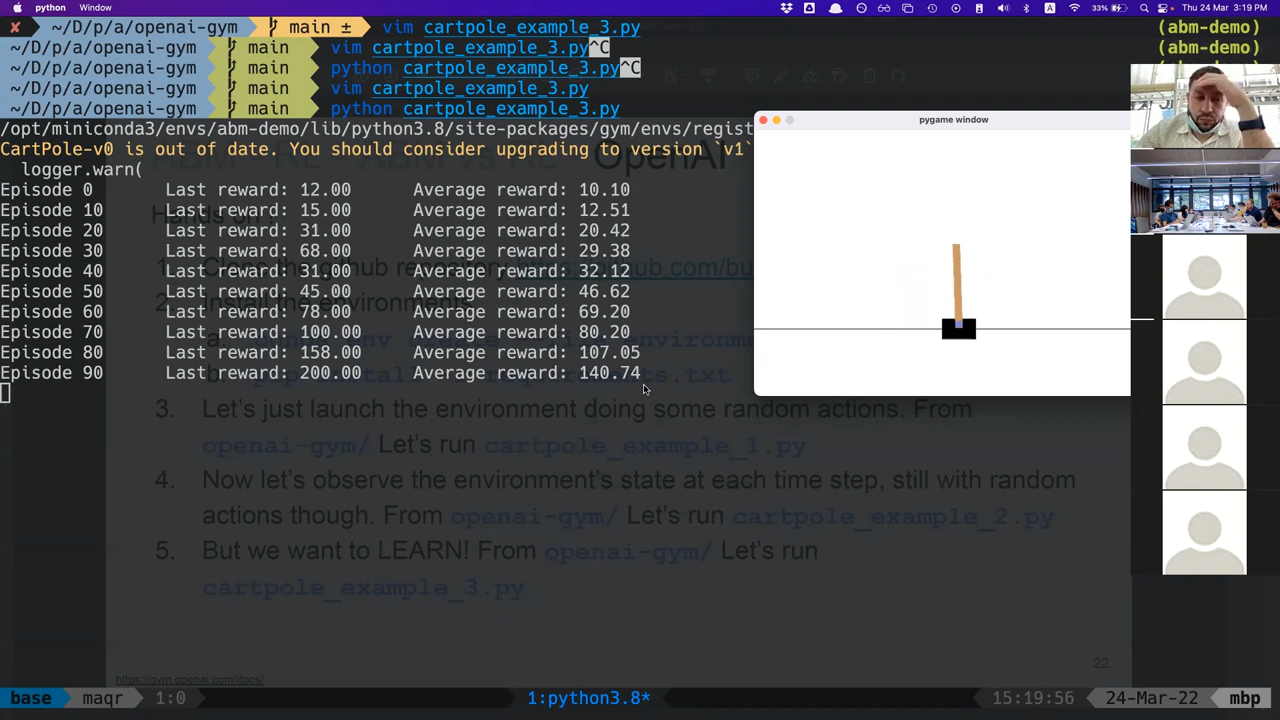 python Window 33% Thu 24 Mar 3:19 PM
✘ ~/D/p/a/openai-gym main ± vim cartpole_example_3.py (abm-demo)
~/D/p/a/openai-gym main vim cartpole_example_3.py^C (abm-demo)
~/D/p/a/openai-gym main python cartpole_example_3.py^C
~/D/p/a/openai-gym main vim cartpole_example_3.py
~/D/p/a/openai-gym main python cartpole_example_3.py
/opt/miniconda3/envs/abm-demo/lib/python3.8/site-packages/gym/envs/regist
pygame window
CartPole-v0 is out of date. You should consider upgrading to version `v1`
OpenAI
logger.warn(
Episode 0 Last reward: 12.00 Average reward: 10.10
Episode 10 Last reward: 15.00 Average reward: 12.51
Hands on
Episode 20 Last reward: 31.00 Average reward: 20.42
Episode 30 Last reward: 68.00 Average reward: 29.38
Episode 40 Last reward: 31.00 Average reward: 32.12
Episode 50 Last reward: 45.00 Average reward: 46.62
Episode 60 Last reward: 78.00 Average reward: 69.20
Episode 70 Last reward: 100.00 Average reward: 80.20
Episode 80 Last reward: 158.00 Average reward: 107.05
Episode 90 Last reward: 200.00 Average reward: 140.74
3. Let's just launch the environment doing some random actions. From
openai-gym/ Let's run cartpole_example_1.py
4. Now let's observe the environment's state at each time step, still with random
actions though. From openai-gym/ Let's run cartpole_example_2.py
5. But we want to LEARN! From openai-gym/ Let's run
cartpole_example_3.py
22
https://gym.openai.com/docs/
base maqr 1:0 1:python3.8* 15:19:56 24-Mar-22 mbp